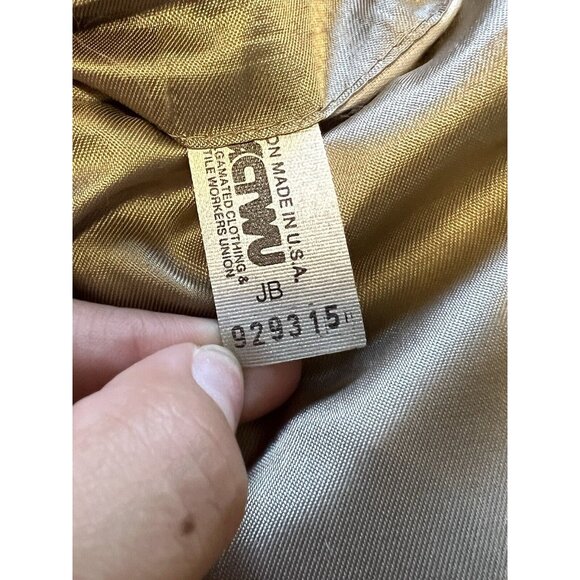 ON MADE IN U.S.A.
ACTWU
GAMATED CLOTHING &
TILE WORKERS UNION
JB
929315